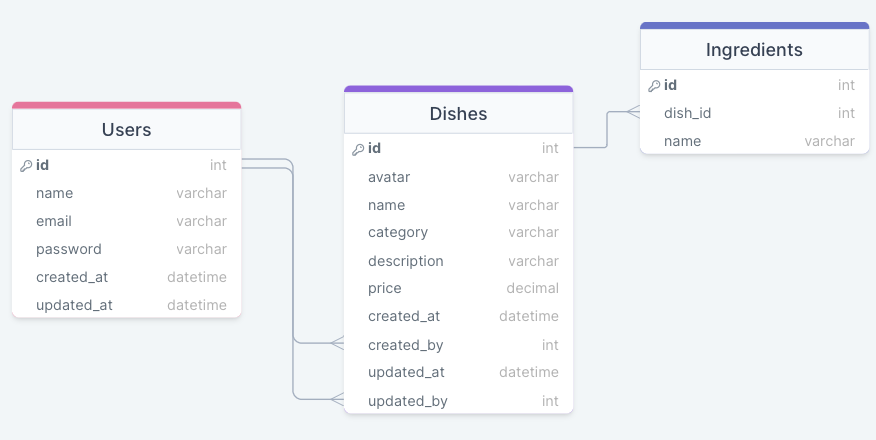 Users
id int
name varchar
email varchar
password varchar
created_at datetime
updated_at datetime
Dishes
id int
avatar varchar
name varchar
category varchar
description varchar
price decimal
created_at datetime
created_by int
updated_at datetime
updated_by int
Ingredients
id int
dish_id int
name varchar